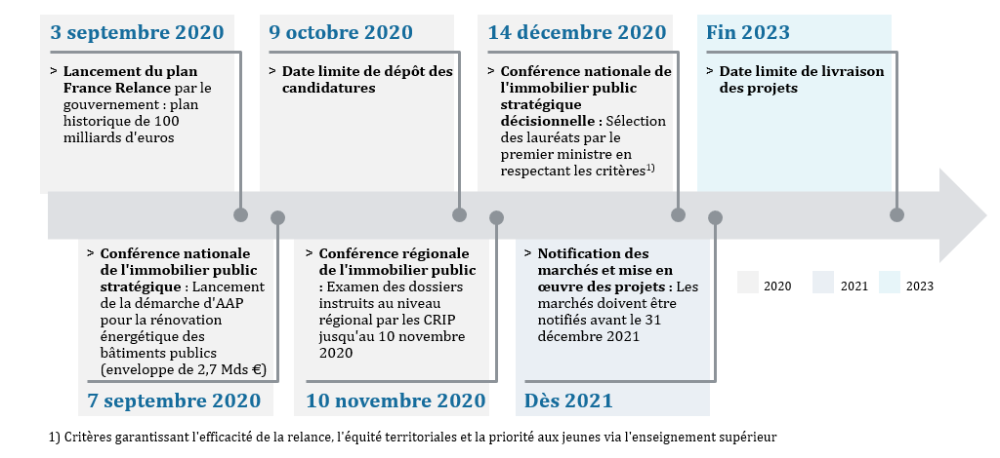 3 septembre 2020
> Lancement du plan
France Relance par le
gouvernement : plan
historique de 100
milliards d'euros
9 octobre 2020
> Date limite de dépôt des
candidatures
14 décembre 2020
> Conférence nationale de
l'immobilier public
stratégique
décisionnelle : Sélection
des lauréats par le
premier ministre en
respectant les critères1)
Fin 2023
> Date limite de livraison
des projets
> Conférence nationale
de l'immobilier public
stratégique : Lancement
de la démarche d'AAP
pour la rénovation
énergétique des
bâtiments publics
(enveloppe de 2,7 Mds €)
7 septembre 2020
> Conférence régionale
de l'immobilier public
: Examen des dossiers
instruits au niveau
régional par les CRIP
jusqu'au 10 novembre
2020
10 novembre 2020
> Notification des
marchés et mise en
œuvre des projets : Les
marchés doivent être
notifiés avant le 31
décembre 2021
Dès 2021
2020
2021
2023
1) Critères garantissant l'efficacité de la relance, l'équité territoriales et la priorité aux jeunes via l'enseignement supérieur